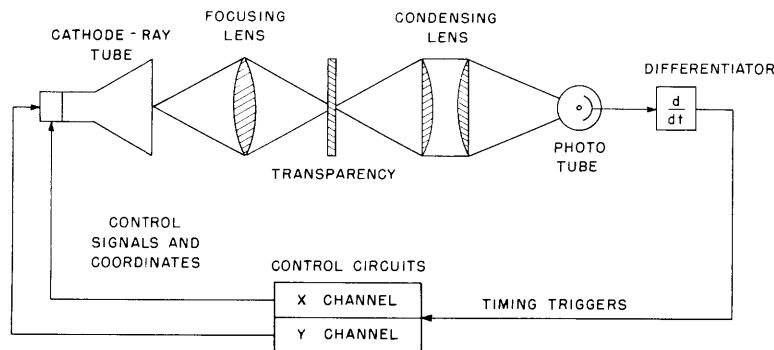 FOCUSING
LENS
CONDENSING
LENS
CATHODE-RAY
TUBE
DIFFERENTIATOR
d
dt
TRANSPARENCY
PHOTO
TUBE
CONTROL
SIGNALS AND
COORDINATES
CONTROL CIRCUITS
X CHANNEL
Y CHANNEL
TIMING TRIGGERS